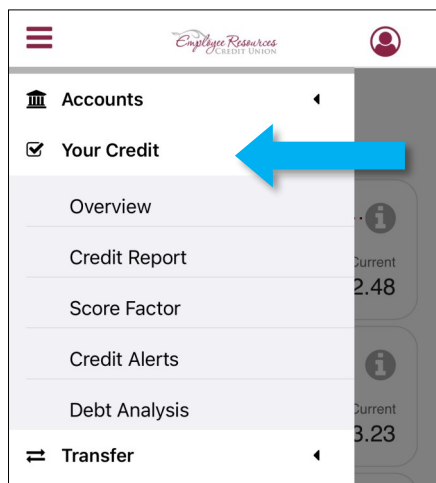 Employee Resources
CREDIT UNION
Accounts
Your Credit
Overview
Credit Report
Current
2.48
Score Factor
Credit Alerts
Debt Analysis
Current
3.23
Transfer